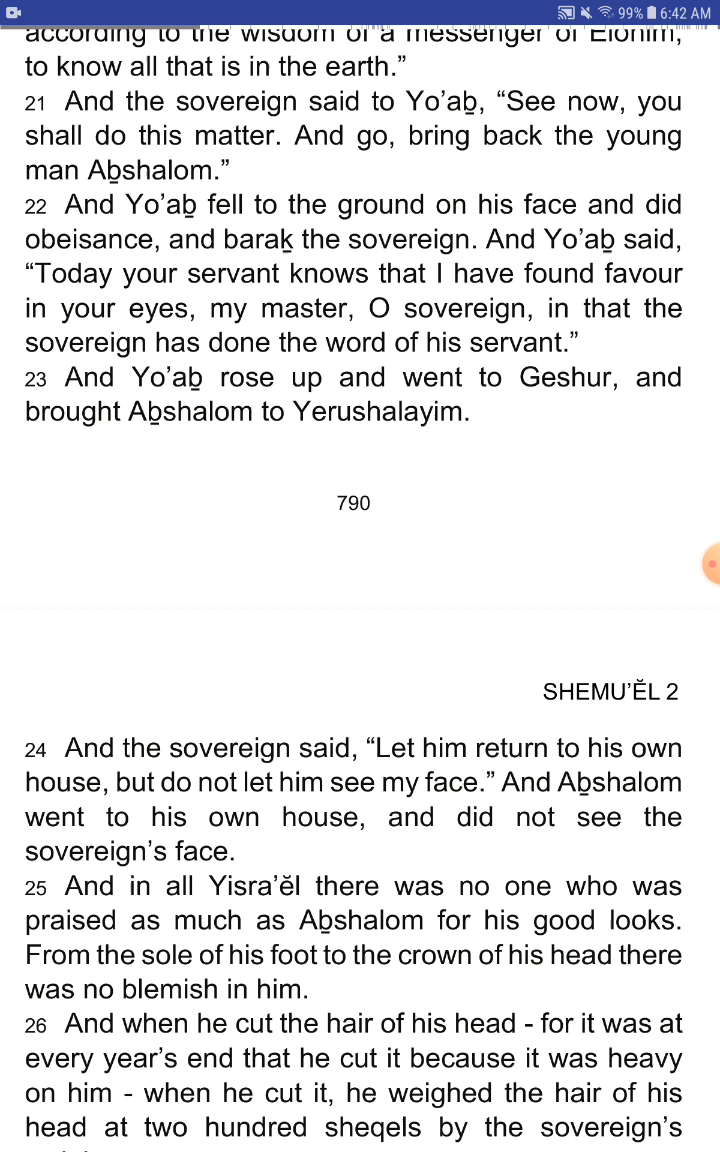 99% 6:42 AM
according to the wisdom of a messenger of Elohim,
to know all that is in the earth.”
21 And the sovereign said to Yo’aḇ, “See now, you
shall do this matter. And go, bring back the young
man Aḇshalom.”
22 And Yo’aḇ fell to the ground on his face and did
obeisance, and baraḵ the sovereign. And Yo’aḇ said,
“Today your servant knows that I have found favour
in your eyes, my master, O sovereign, in that the
sovereign has done the word of his servant.”
23 And Yo’aḇ rose up and went to Geshur, and
brought Aḇshalom to Yerushalayim.
790
SHEMU’ĔL 2
24 And the sovereign said, “Let him return to his own
house, but do not let him see my face.” And Aḇshalom
went to his own house, and did not see the
sovereign’s face.
25 And in all Yisra’ĕl there was no one who was
praised as much as Aḇshalom for his good looks.
From the sole of his foot to the crown of his head there
was no blemish in him.
26 And when he cut the hair of his head - for it was at
every year’s end that he cut it because it was heavy
on him - when he cut it, he weighed the hair of his
head at two hundred sheqels by the sovereign’s